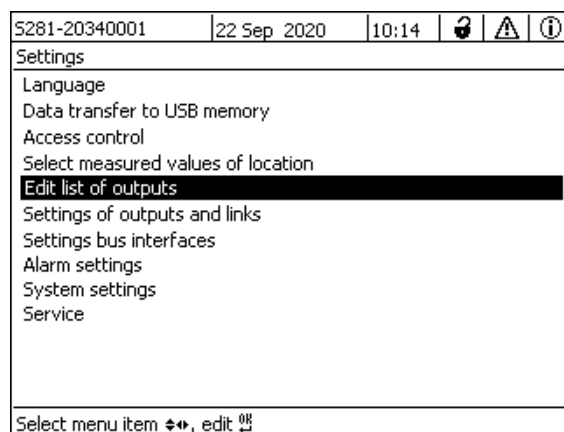 S281-20340001 22 Sep 2020 10:14
Settings
Language
Data transfer to USB memory
Access control
Select measured values of location
Edit list of outputs
Settings of outputs and links
Settings bus interfaces
Alarm settings
System settings
Service
Select menu item , edit OK